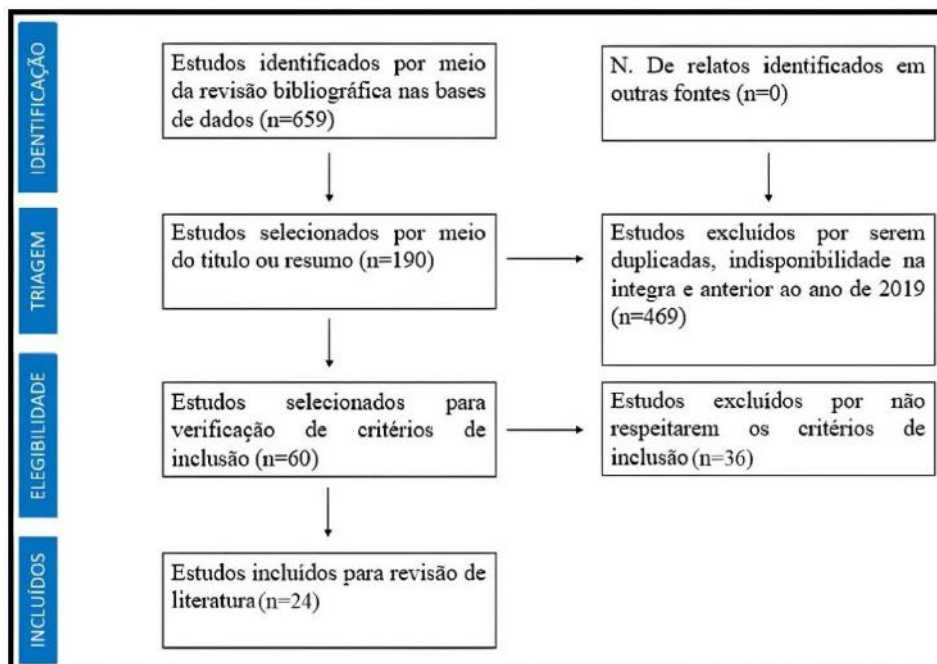 IDENTIFICAÇÃO
Estudos identificados por meio
da revisão bibliográfica nas bases
de dados (n=659)
N. De relatos identificados em
outras fontes (n=0)
TRIAGEM
Estudos selecionados por meio
do titulo ou resumo (n=190)
Estudos excluídos por serem
duplicadas, indisponibilidade na
integra e anterior ao ano de 2019
(n=469)
ELEGIBILIDADE
Estudos selecionados para
verificação de critérios de
inclusão (n=60)
Estudos excluídos por não
respeitarem os critérios de
inclusão (n=36)
INCLUÍDOS
Estudos incluídos para revisão de
literatura (n=24)